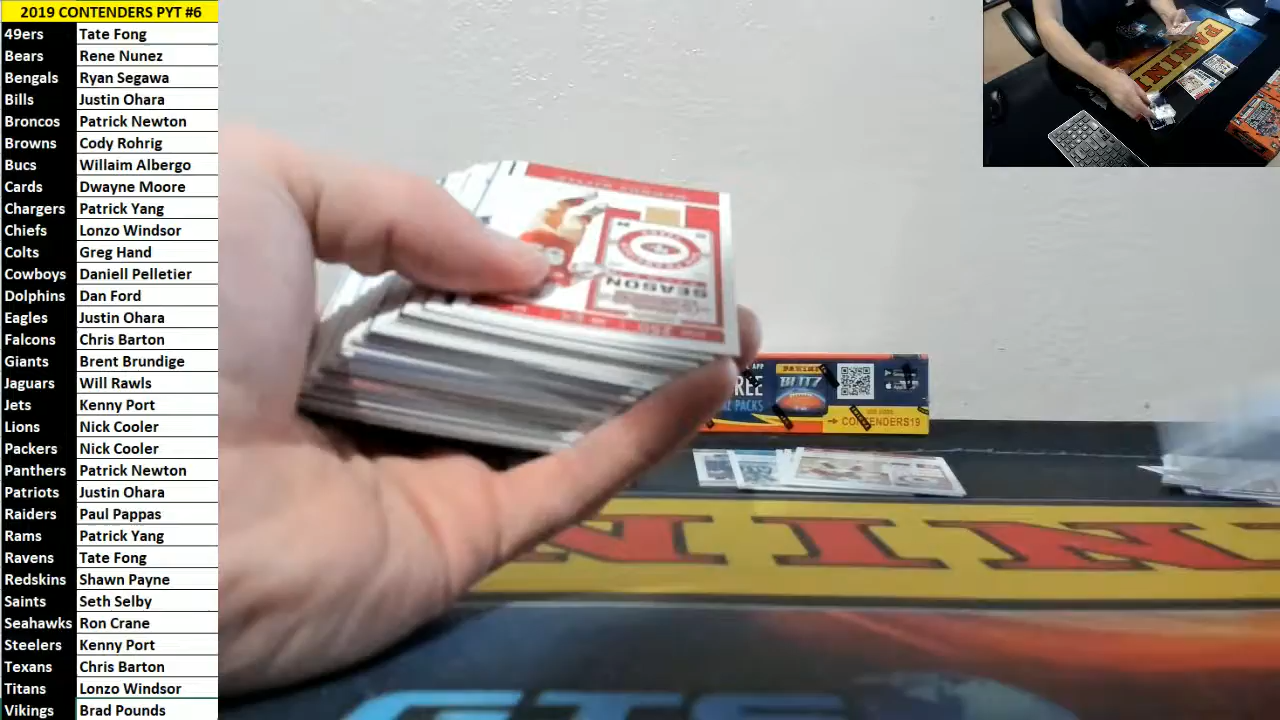 2019 CONTENDERS PYT #6
49ers Tate Fong
Bears Rene Nunez
Bengals Ryan Segawa
Bills Justin Ohara
Broncos Patrick Newton
Browns Cody Rohrig
Bucs Willaim Albergo
Cards Dwayne Moore
Chargers Patrick Yang
Chiefs Lonzo Windsor
Colts Greg Hand
Cowboys Daniell Pelletier
Dolphins Dan Ford
Eagles Justin Ohara
Falcons Chris Barton
Giants Brent Brundige
Jaguars Will Rawls
Jets Kenny Port
Lions Nick Cooler
Packers Nick Cooler
Panthers Patrick Newton
Patriots Justin Ohara
Raiders Paul Pappas
Rams Patrick Yang
Ravens Tate Fong
Redskins Shawn Payne
Saints Seth Selby
Seahawks Ron Crane
Steelers Kenny Port
Texans Chris Barton
Titans Lonzo Windsor
Vikings Brad Pounds
PANINI
SEASON
APP
PANINI
BLITZ
PACKS
CONTENDERS19
NINI
GTS